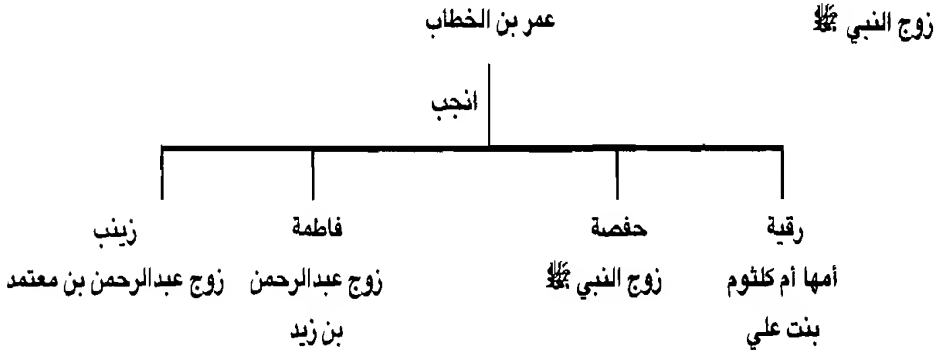 زوج النبي ﷺ
عمر بن الخطاب
انجب
رقية
أمها أم كلثوم
بنت علي
حفصة
زوج النبي ﷺ
فاطمة
زوج عبدالرحمن
بن زيد
زينب
زوج عبدالرحمن بن معتمد